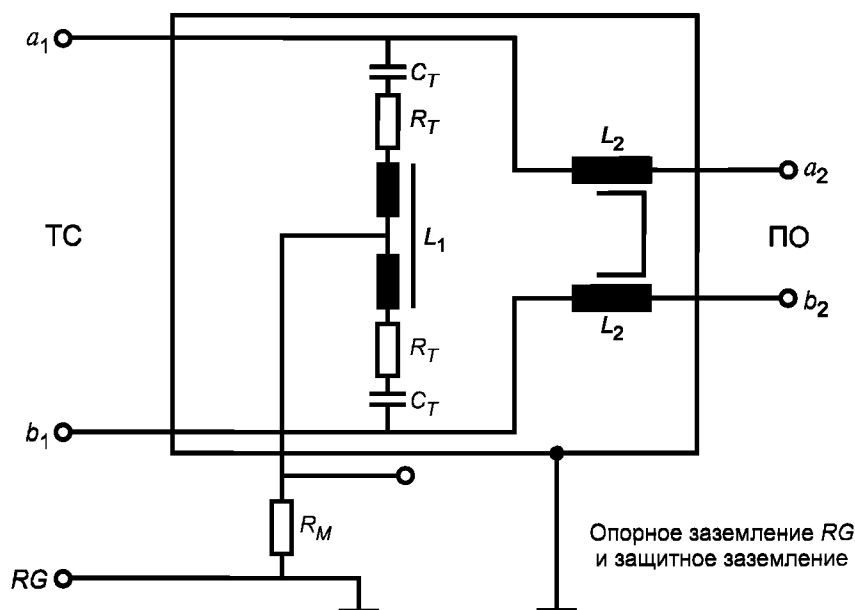 a₁
C_T
R_T
L₂
a₂
ТС
L₁
ПО
b₂
L₂
R_T
C_T
b₁
R_M
Опорное заземление RG
и защитное заземление
RG